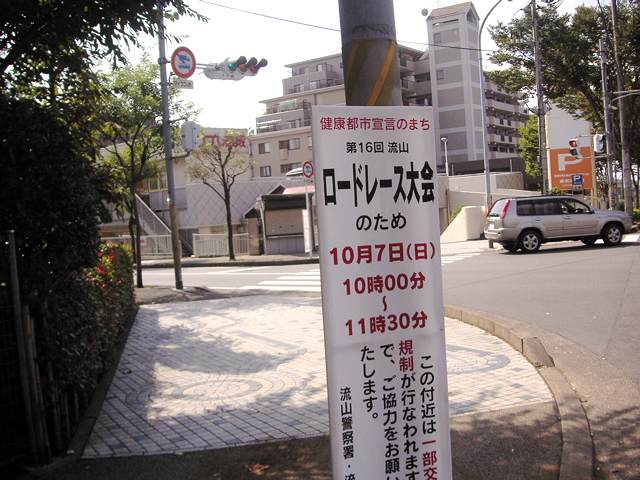 健康都市宣言のまち
第16回 流山
ロードレース大会
のため
10月7日(日)
10時00分
～
11時30分
この付近は一部交
規制が行なわれます
で、ご協力をお願い
たします。
流山警察署・流
P
P